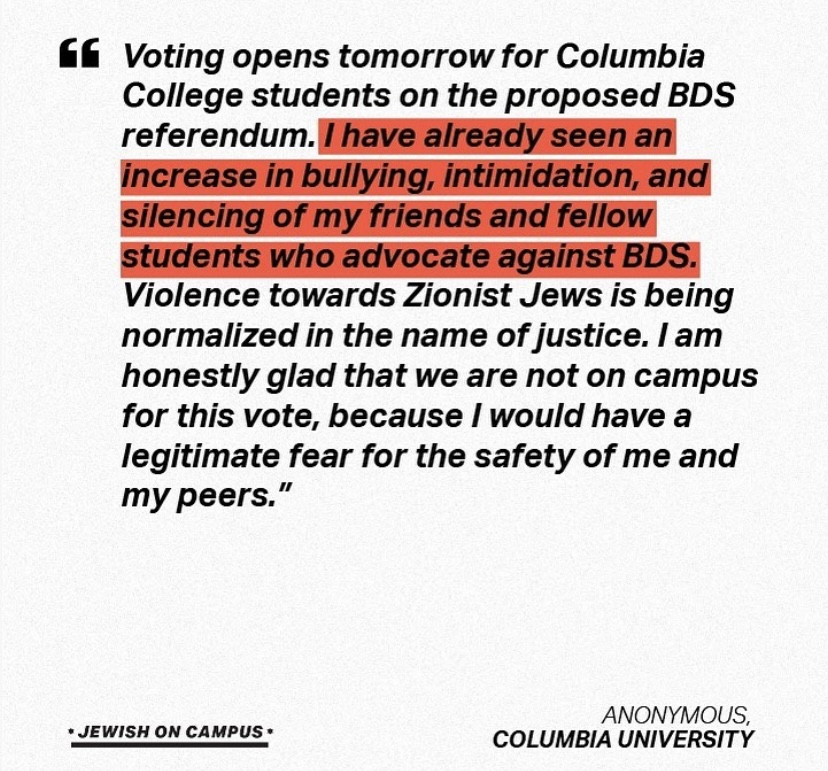 “ Voting opens tomorrow for Columbia
College students on the proposed BDS
referendum. I have already seen an
increase in bullying, intimidation, and
silencing of my friends and fellow
students who advocate against BDS.
Violence towards Zionist Jews is being
normalized in the name of justice. I am
honestly glad that we are not on campus
for this vote, because I would have a
legitimate fear for the safety of me and
my peers.”
ANONYMOUS,
• JEWISH ON CAMPUS •
COLUMBIA UNIVERSITY